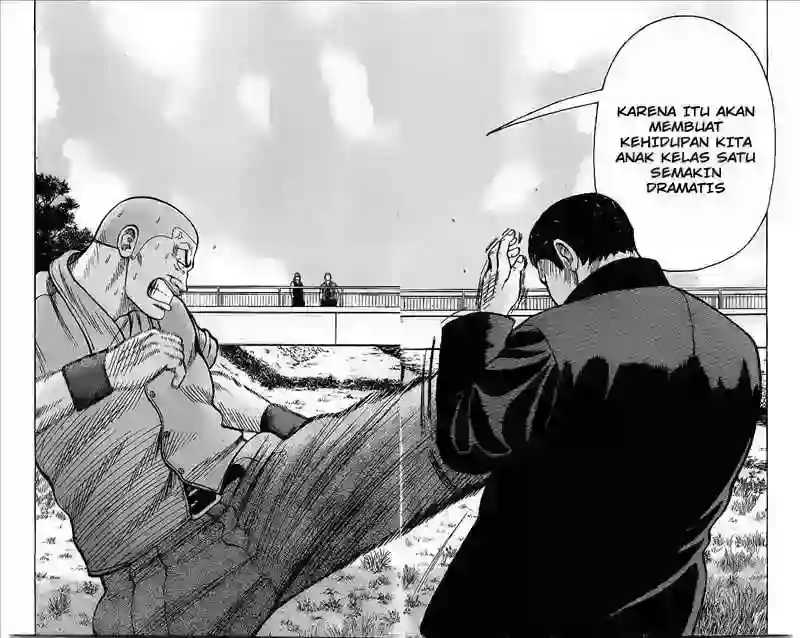 KARENA ITU AKAN
MEMBUAT
KEHIDUPAN KITA
ANAK KELAS SATU
SEMAKIN
DRAMATIS